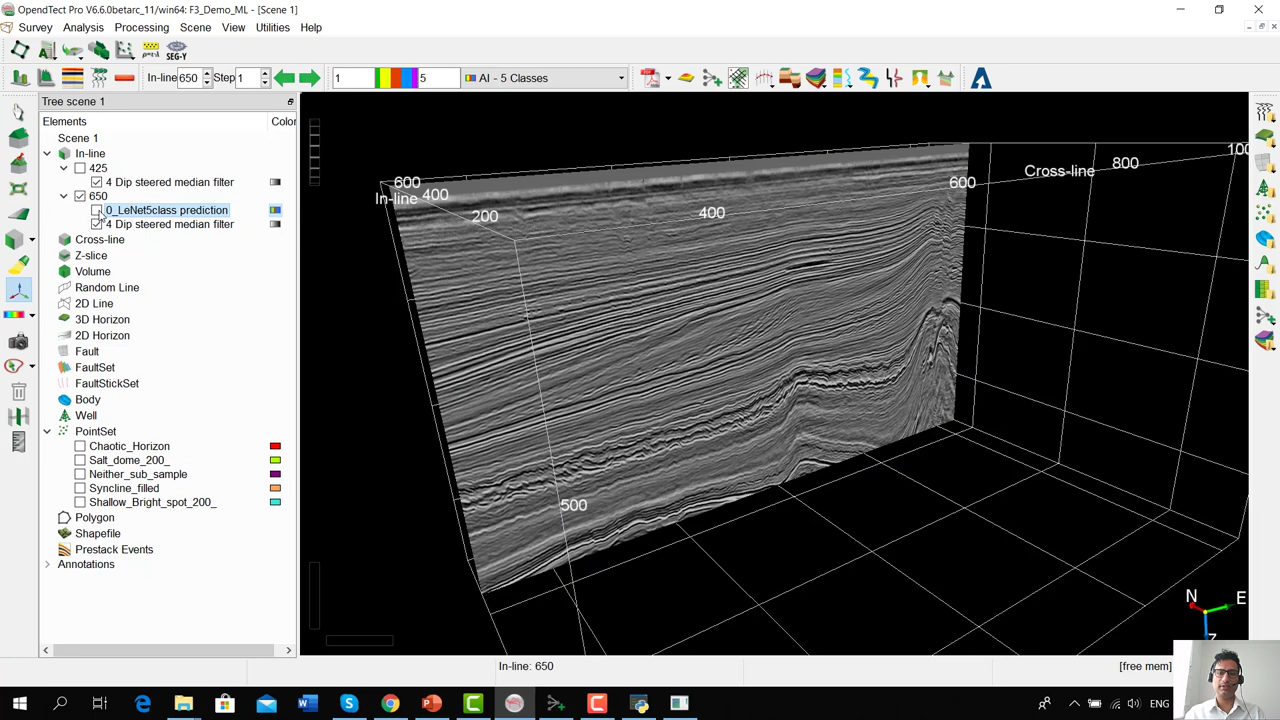 OpendTect Pro V6.6.0betarc_11/win64: F3_Demo_ML - [Scene 1]
Survey Analysis Processing Scene View Utilities Help
SEG-Y
In-line 650 Step 1 1 5 AI - 5 Classes
Tree scene 1
Elements Color
Scene 1
In-line
425
4 Dip steered median filter
650
0_LeNet5class prediction
4 Dip steered median filter
Cross-line
Z-slice
Volume
Random Line
2D Line
3D Horizon
2D Horizon
Fault
FaultSet
FaultStickSet
Body
Well
PointSet
Chaotic_Horizon
Salt_dome_200_
Neither_sub_sample
Syncline_filled
Shallow_Bright_spot_200_
Polygon
Shapefile
Prestack Events
Annotations
600
In-line 400
200
400
600
Cross-line
800
100
500
N
E
Z
In-line: 650
[free mem]
ENG